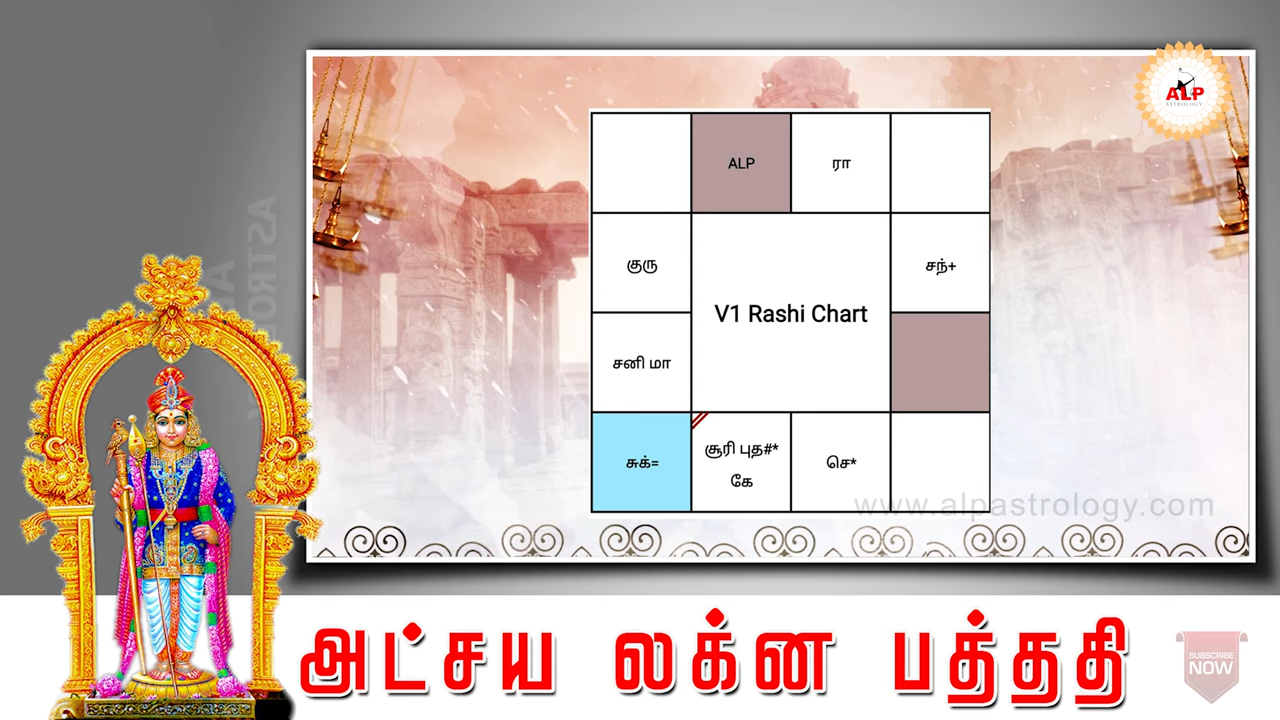 ALP
ASTROLOGY
ALP
ரா
குரு
சந்+
V1 Rashi Chart
சனி மா
சுக்=
சூரி புத#*
கே
செ*
www.alpastrology.com
அட்சய லக்ன பத்ததி
SUBSCRIBE
NOW